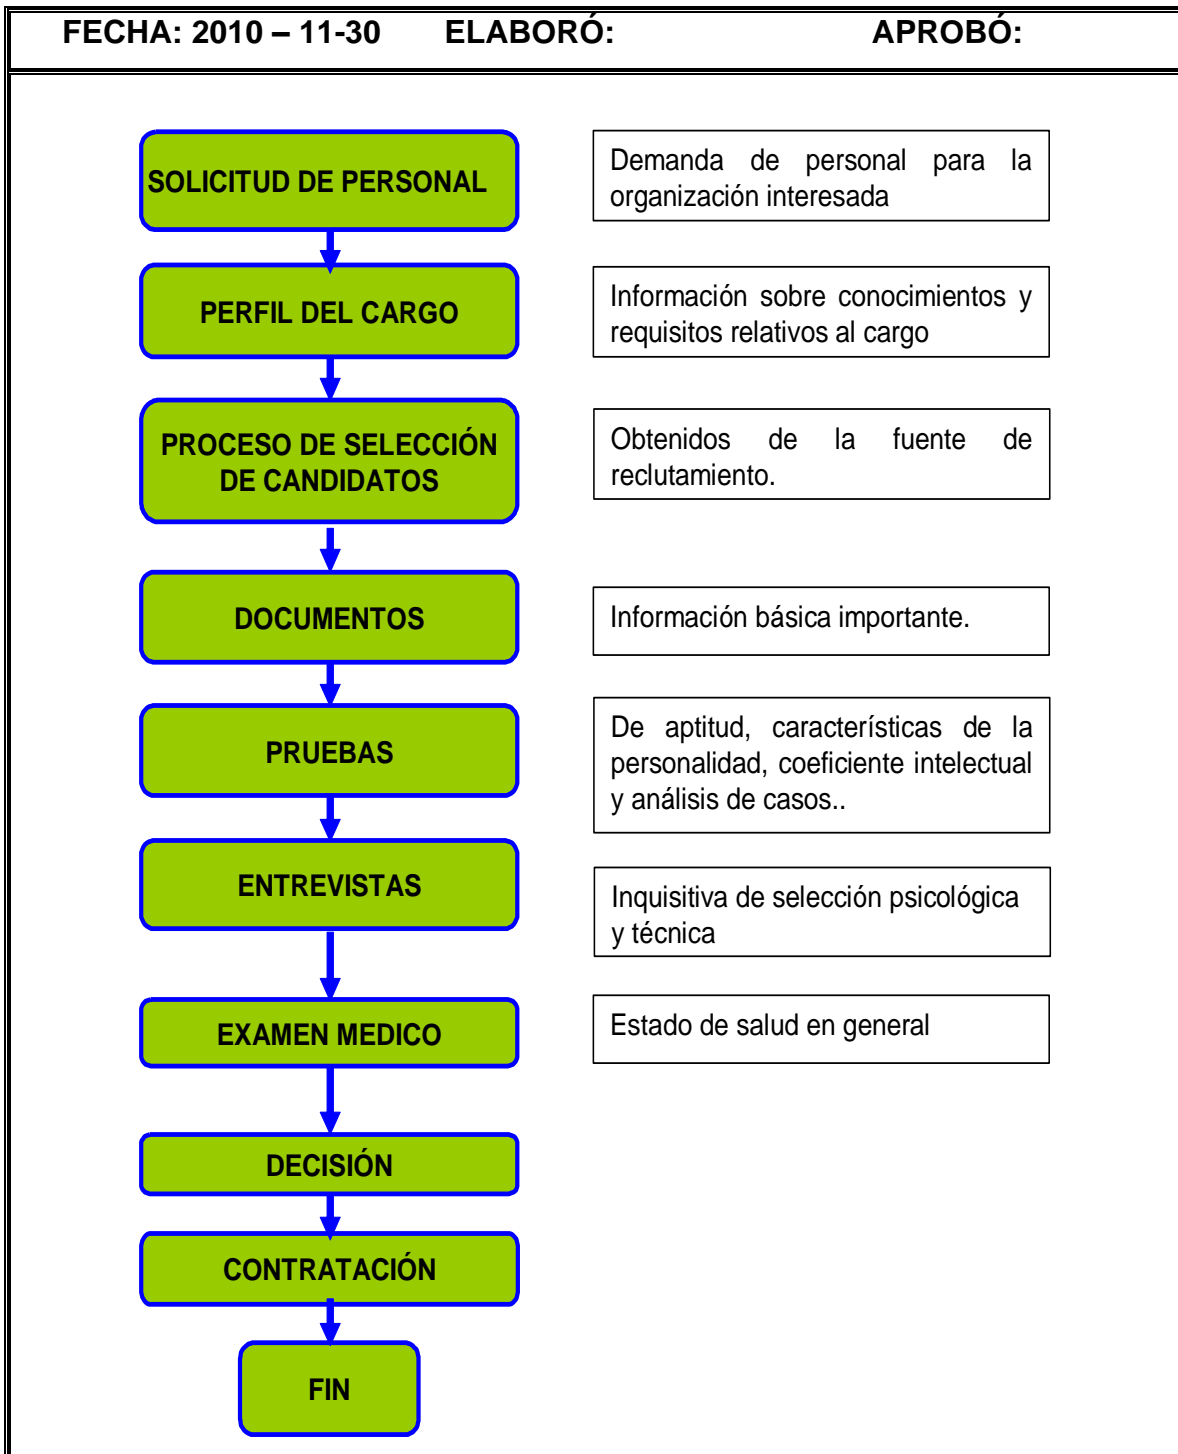 FECHA: 2010 – 11-30 ELABORÓ: APROBÓ:
SOLICITUD DE PERSONAL
Demanda de personal para la
organización interesada
PERFIL DEL CARGO
Información sobre conocimientos y
requisitos relativos al cargo
PROCESO DE SELECCIÓN
DE CANDIDATOS
Obtenidos de la fuente de
reclutamiento.
DOCUMENTOS
Información básica importante.
PRUEBAS
De aptitud, características de la
personalidad, coeficiente intelectual
y análisis de casos..
ENTREVISTAS
Inquisitiva de selección psicológica
y técnica
EXAMEN MEDICO
Estado de salud en general
DECISIÓN
CONTRATACIÓN
FIN